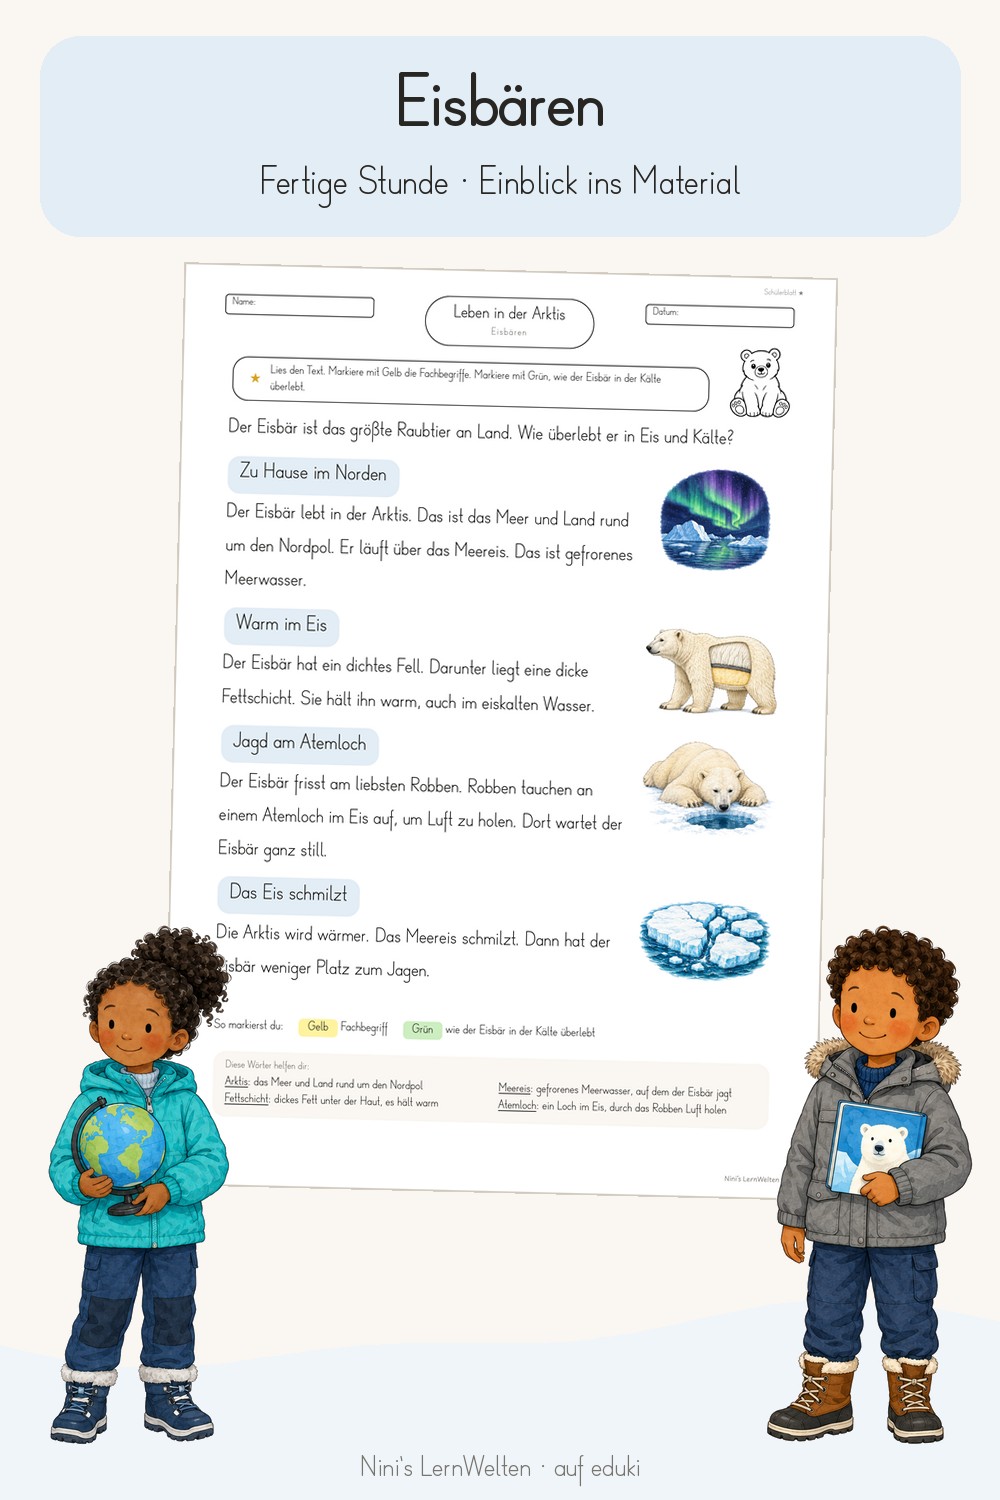 Eisbären
Fertige Stunde · Einblick ins Material
Schülerblatt ★
Name:
Leben in der Arktis
Eisbären
Datum:
★ Lies den Text. Markiere mit Gelb die Fachbegriffe. Markiere mit Grün, wie der Eisbär in der Kälte
überlebt.
Der Eisbär ist das größte Raubtier an Land. Wie überlebt er in Eis und Kälte?
Zu Hause im Norden
Der Eisbär lebt in der Arktis. Das ist das Meer und Land rund
um den Nordpol. Er läuft über das Meereis. Das ist gefrorenes
Meerwasser.
Warm im Eis
Der Eisbär hat ein dichtes Fell. Darunter liegt eine dicke
Fettschicht. Sie hält ihn warm, auch im eiskalten Wasser.
Jagd am Atemloch
Der Eisbär frisst am liebsten Robben. Robben tauchen an
einem Atemloch im Eis auf, um Luft zu holen. Dort wartet der
Eisbär ganz still.
Das Eis schmilzt
Die Arktis wird wärmer. Das Meereis schmilzt. Dann hat der
isbär weniger Platz zum Jagen.
So markierst du: Gelb Fachbegriff Grün wie der Eisbär in der Kälte überlebt
Diese Wörter helfen dir:
Arktis: das Meer und Land rund um den Nordpol
Fettschicht: dickes Fett unter der Haut, es hält warm
Meereis: gefrorenes Meerwasser, auf dem der Eisbär jagt
Atemloch: ein Loch im Eis, durch das Robben Luft holen
Nini's LernWelten
Nini's LernWelten · auf eduki